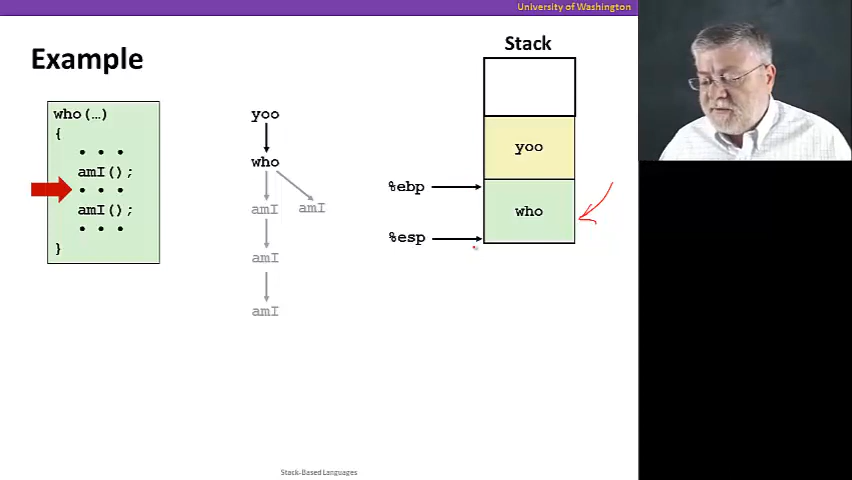 University of Washington
Example
Stack
who(…)
{
• • •
amI();
• • •
amI();
• • •
}
yoo
who
amI
amI
amI
amI
yoo
%ebp
who
%esp
Stack-Based Languages